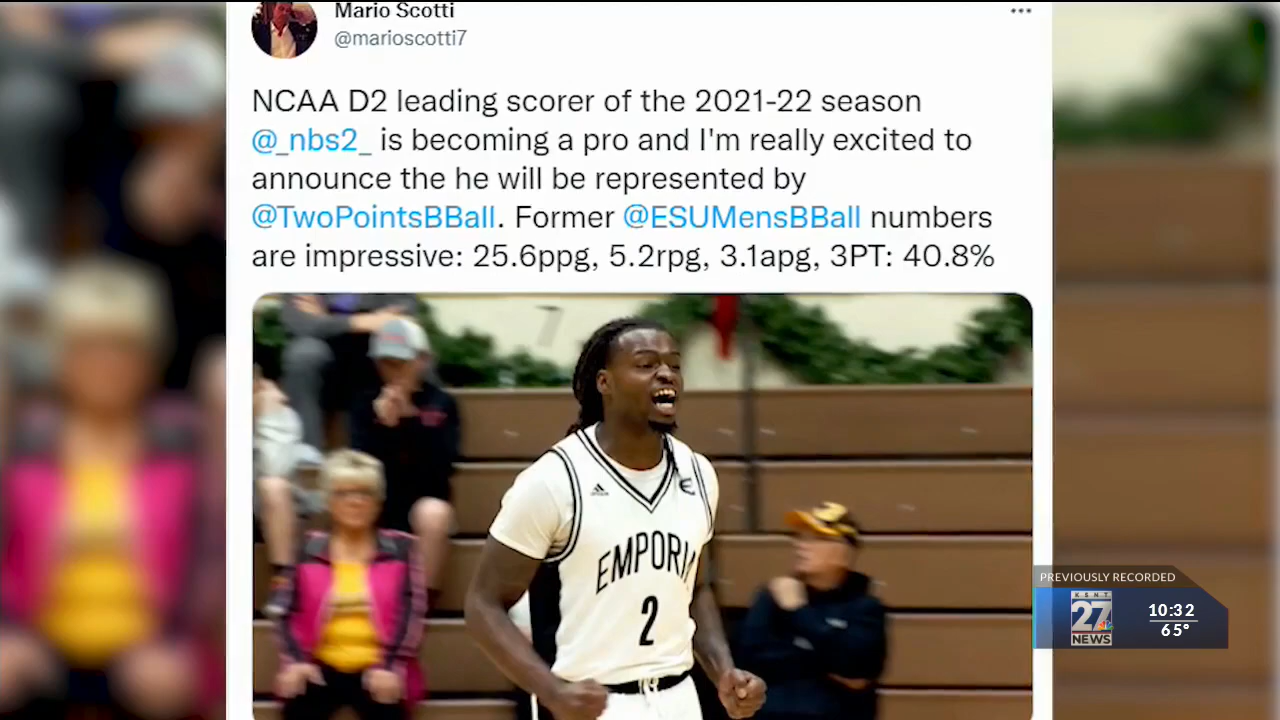 Mario Scotti
@marioscotti7
NCAA D2 leading scorer of the 2021-22 season
@_nbs2_ is becoming a pro and I'm really excited to
announce the he will be represented by
@TwoPointsBBall. Former @ESUMensBBall numbers
are impressive: 25.6ppg, 5.2rpg, 3.1apg, 3PT: 40.8%
EMPORI
2
PREVIOUSLY RECORDED
KSNT
27
NEWS
10:32
65°